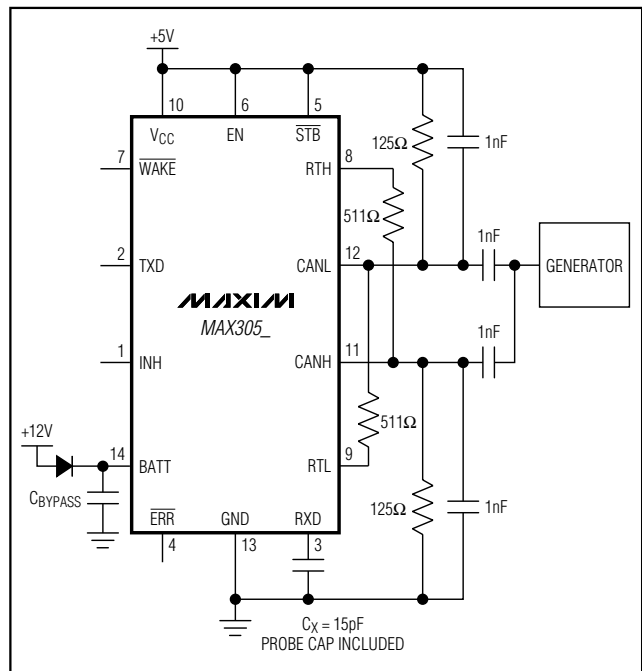 +5V
10
6
5
VCC
EN
STB
125Ω
1nF
7
WAKE
RTH
8
511Ω
2
TXD
CANL
12
1nF
GENERATOR
MAXIM
MAX305_
1nF
1
INH
CANH
11
511Ω
+12V
14
BATT
RTL
9
CBYPASS
125Ω
1nF
ERR
GND
RXD
4
13
3
CX = 15pF
PROBE CAP INCLUDED